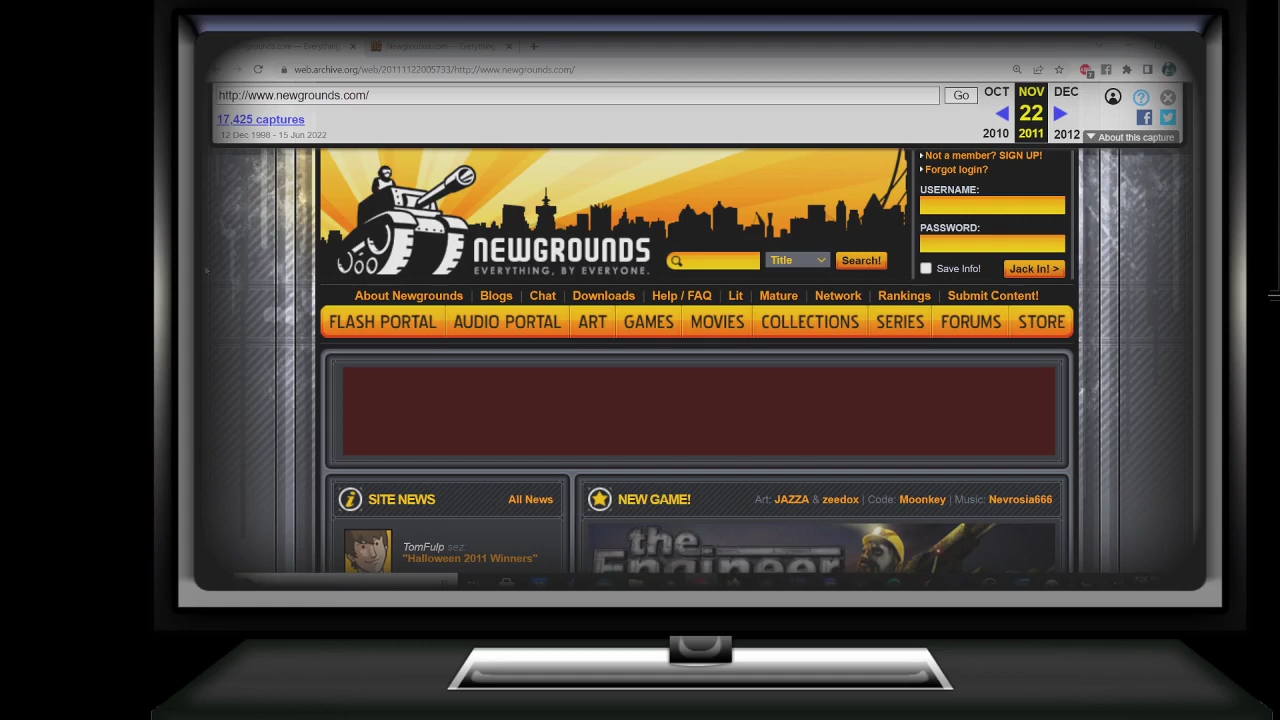 Newgrounds.com — Everything
web.archive.org/web/20111122005733/http://www.newgrounds.com/
http://www.newgrounds.com/
Go
OCT NOV DEC
17,425 captures
22
12 Dec 1998 - 15 Jun 2022
2010 2011 2012
About this capture
Not a member? SIGN UP!
Forgot login?
USERNAME:
PASSWORD:
NEWGROUNDS
EVERYTHING, BY EVERYONE.
Title
Search!
Save Info!
Jack In! >
About Newgrounds | Blogs | Chat | Downloads | Help / FAQ | Lit | Mature | Network | Rankings | Submit Content!
FLASH PORTAL AUDIO PORTAL ART GAMES MOVIES COLLECTIONS SERIES FORUMS STORE
SITE NEWS All News
NEW GAME! Art: JAZZA & zeedox | Code: Moonkey | Music: Nevrosia666
TomFulp sez:
"Halloween 2011 Winners"
the
Engineer